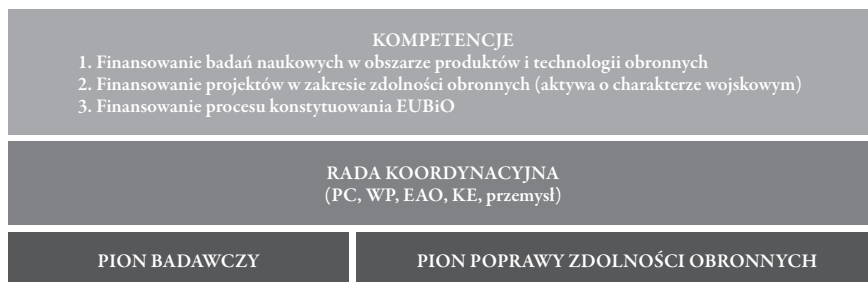 KOMPETENCJE
1. Finansowanie badań naukowych w obszarze produktów i technologii obronnych
2. Finansowanie projektów w zakresie zdolności obronnych (aktywa o charakterze wojskowym)
3. Finansowanie procesu konstytuowania EUBiO
RADA KOORDYNACYJNA
(PC, WP, EAO, KE, przemysł)
PION BADAWCZY
PION POPRAWY ZDOLNOŚCI OBRONNYCH